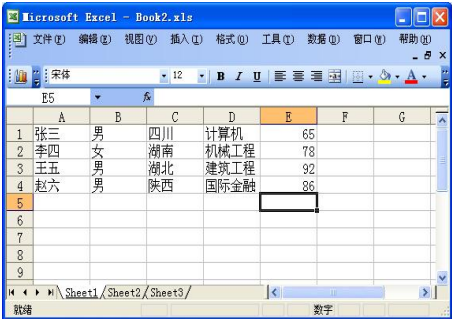 Microsoft Excel - Book2.xls
文件(F) 编辑(E) 视图(V) 插入(I) 格式(O) 工具(T) 数据(D) 窗口(W) 帮助(H)
宋体 12 B I U A
E5 fx
A B C D E F G
1 张三 男 四川 计算机 65
2 李四 女 湖南 机械工程 78
3 王五 男 湖北 建筑工程 92
4 赵六 男 陕西 国际金融 86
5
6
7
8
9
Sheet1 Sheet2 Sheet3
就绪 数字